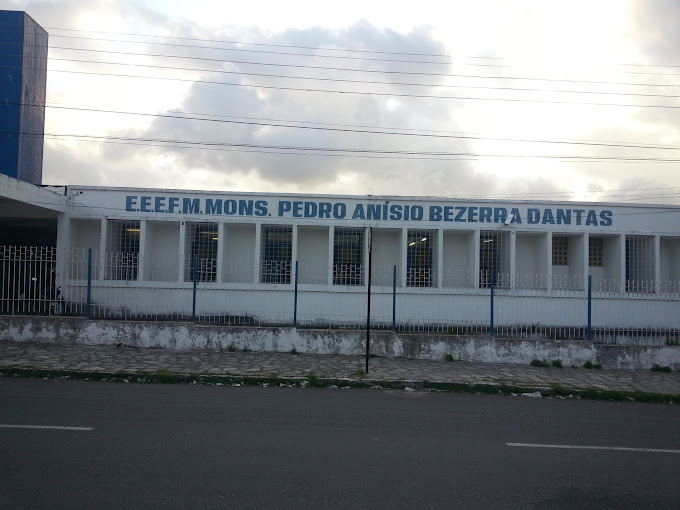 E.E.E.F.M. MONS. PEDRO ANÍSIO BEZERRA DANTAS